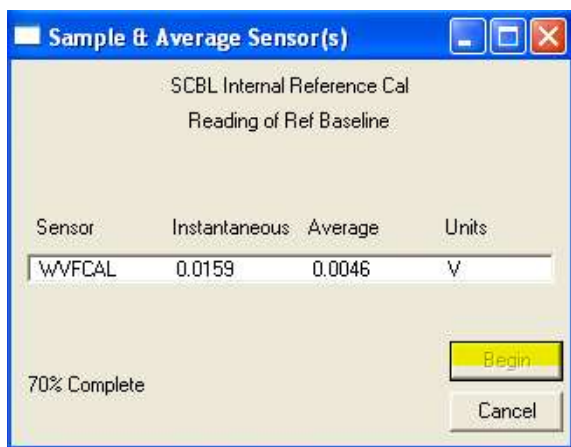 Sample & Average Sensor(s)
SCBL Internal Reference Cal
Reading of Ref Baseline
Sensor Instantaneous Average Units
WVFCAL 0.0159 0.0046 V
Begin
70% Complete
Cancel